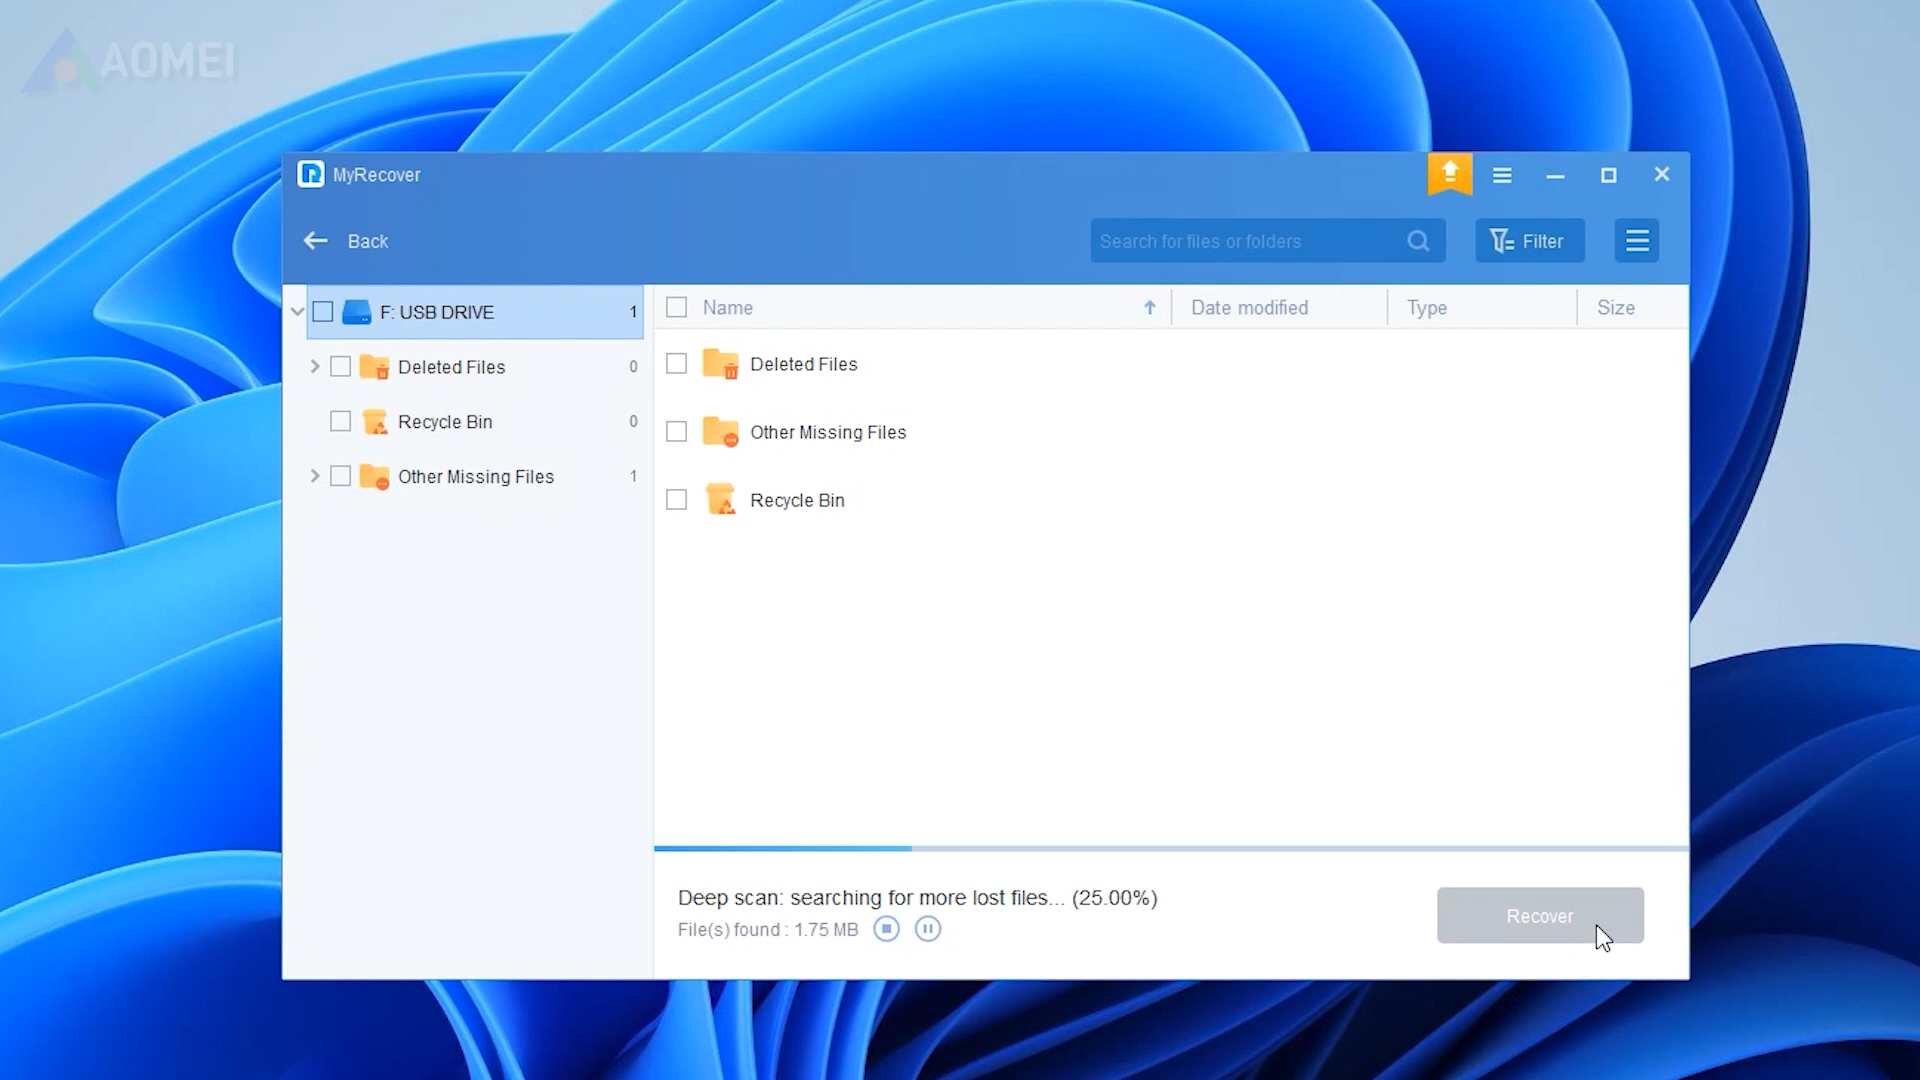 AOMEI
MyRecover
Back
Search for files or folders
Filter
F: USB DRIVE 1
Deleted Files 0
Recycle Bin 0
Other Missing Files 1
Name Date modified Type Size
Deleted Files
Other Missing Files
Recycle Bin
Deep scan: searching for more lost files... (25.00%)
File(s) found : 1.75 MB
Recover